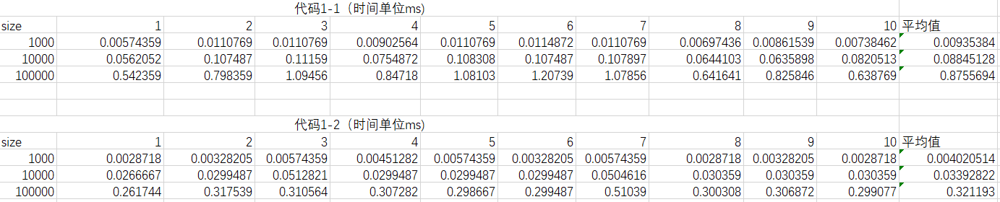 代码1-1（时间单位ms)
size 1 2 3 4 5 6 7 8 9 10 平均值
1000 0.00574359 0.0110769 0.0110769 0.00902564 0.0110769 0.0114872 0.0110769 0.00697436 0.00861539 0.00738462 0.00935384
10000 0.0562052 0.107487 0.11159 0.0754872 0.108308 0.107487 0.107897 0.0644103 0.0635898 0.0820513 0.08845128
100000 0.542359 0.798359 1.09456 0.84718 1.08103 1.20739 1.07856 0.641641 0.825846 0.638769 0.8755694
代码1-2（时间单位ms)
size 1 2 3 4 5 6 7 8 9 10 平均值
1000 0.0028718 0.00328205 0.00574359 0.00451282 0.00574359 0.00328205 0.00574359 0.0028718 0.00328205 0.0028718 0.004020514
10000 0.0266667 0.0299487 0.0512821 0.0299487 0.0299487 0.0299487 0.0504616 0.030359 0.030359 0.030359 0.03392822
100000 0.261744 0.317539 0.310564 0.307282 0.298667 0.299487 0.51039 0.300308 0.306872 0.299077 0.321193